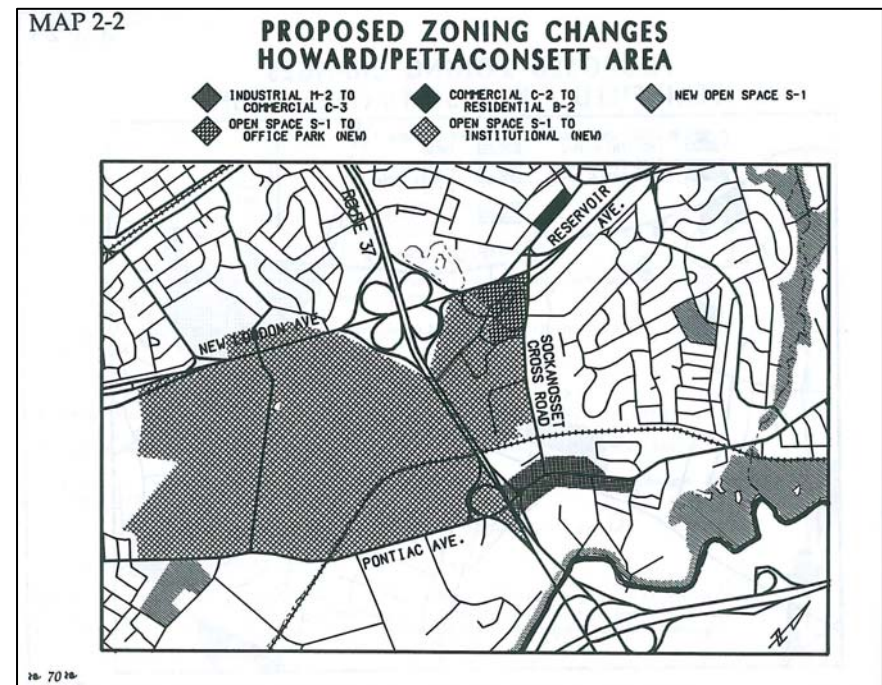 MAP 2-2
PROPOSED ZONING CHANGES
HOWARD/PETTACONSETT AREA
INDUSTRIAL M-2 TO
COMMERCIAL C-3
COMMERCIAL C-2 TO
RESIDENTIAL B-2
NEW OPEN SPACE S-1
OPEN SPACE S-1 TO
OFFICE PARK (NEW)
OPEN SPACE S-1 TO
INSTITUTIONAL (NEW)
ROUTE 37
RESERVOIR
AVE.
NEW LONDON AVE
SOCKANOSSET
CROSS ROAD
PONTIAC AVE.
N
70